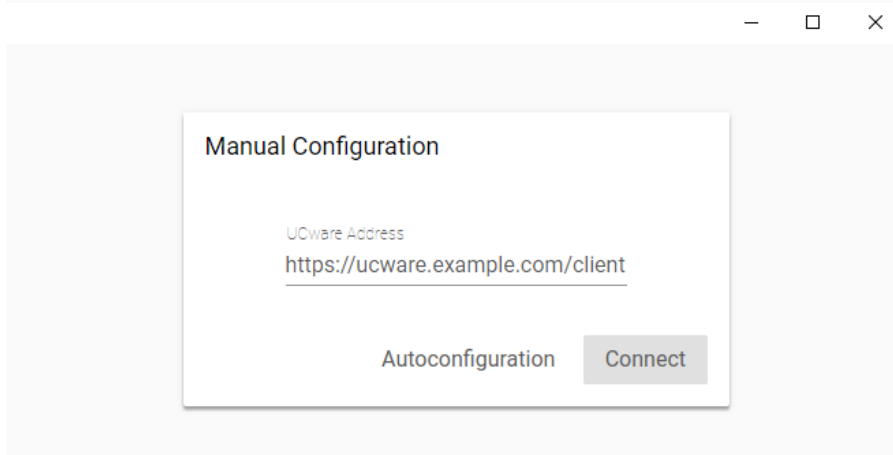 Manual Configuration
UCware Address
https://ucware.example.com/client
Autoconfiguration Connect